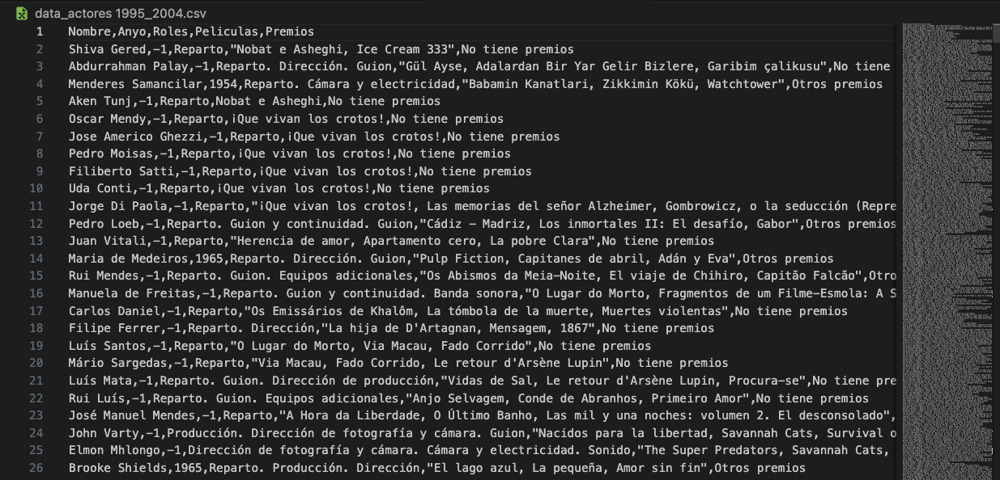 data_actores 1995_2004.csv
1 Nombre,Anyo,Roles,Peliculas,Premios
2 Shiva Gered,-1,Reparto,"Nobat e Asheghi, Ice Cream 333",No tiene premios
3 Abdurrahman Palay,-1,Reparto. Dirección. Guion,"Gül Ayse, Adalardan Bir Yar Gelir Bizlere, Garibim çalikusu",No tiene
4 Menderes Samancilar,1954,Reparto. Cámara y electricidad,"Babamin Kanatlari, Zikkimin Kökü, Watchtower",Otros premios
5 Aken Tunj,-1,Reparto,Nobat e Asheghi,No tiene premios
6 Oscar Mendy,-1,Reparto,¡Que vivan los crotos!,No tiene premios
7 Jose Americo Ghezzi,-1,Reparto,¡Que vivan los crotos!,No tiene premios
8 Pedro Moisas,-1,Reparto,¡Que vivan los crotos!,No tiene premios
9 Filiberto Satti,-1,Reparto,¡Que vivan los crotos!,No tiene premios
10 Uda Conti,-1,Reparto,¡Que vivan los crotos!,No tiene premios
11 Jorge Di Paola,-1,Reparto,"¡Que vivan los crotos!, Las memorias del señor Alzheimer, Gombrowicz, o la seducción (Repre
12 Pedro Loeb,-1,Reparto. Guion y continuidad. Guion,"Cádiz - Madriz, Los inmortales II: El desafío, Gabor",Otros premios
13 Juan Vitali,-1,Reparto,"Herencia de amor, Apartamento cero, La pobre Clara",No tiene premios
14 Maria de Medeiros,1965,Reparto. Dirección. Guion,"Pulp Fiction, Capitanes de abril, Adán y Eva",Otros premios
15 Rui Mendes,-1,Reparto. Guion. Equipos adicionales,"Os Abismos da Meia-Noite, El viaje de Chihiro, Capitão Falcão",Otro
16 Manuela de Freitas,-1,Reparto. Guion y continuidad. Banda sonora,"O Lugar do Morto, Fragmentos de um Filme-Esmola: A S
17 Carlos Daniel,-1,Reparto,"Os Emissários de Khalôm, La tómbola de la muerte, Muertes violentas",No tiene premios
18 Filipe Ferrer,-1,Reparto. Dirección,"La hija de D'Artagnan, Mensagem, 1867",No tiene premios
19 Luís Santos,-1,Reparto,"O Lugar do Morto, Via Macau, Fado Corrido",No tiene premios
20 Mário Sargedas,-1,Reparto,"Via Macau, Fado Corrido, Le retour d'Arsène Lupin",No tiene premios
21 Luís Mata,-1,Reparto. Guion. Dirección de producción,"Vidas de Sal, Le retour d'Arsène Lupin, Procura-se",No tiene pre
22 Rui Luís,-1,Reparto. Guion. Equipos adicionales,"Anjo Selvagem, Conde de Abranhos, Primeiro Amor",No tiene premios
23 José Manuel Mendes,-1,Reparto,"A Hora da Liberdade, O Último Banho, Las mil y una noches: volumen 2. El desconsolado",
24 John Varty,-1,Producción. Dirección de fotografía y cámara. Guion,"Nacidos para la libertad, Savannah Cats, Survival o
25 Elmon Mhlongo,-1,Dirección de fotografía y cámara. Cámara y electricidad. Sonido,"The Super Predators, Savannah Cats,
26 Brooke Shields,1965,Reparto. Producción. Dirección,"El lago azul, La pequeña, Amor sin fin",Otros premios